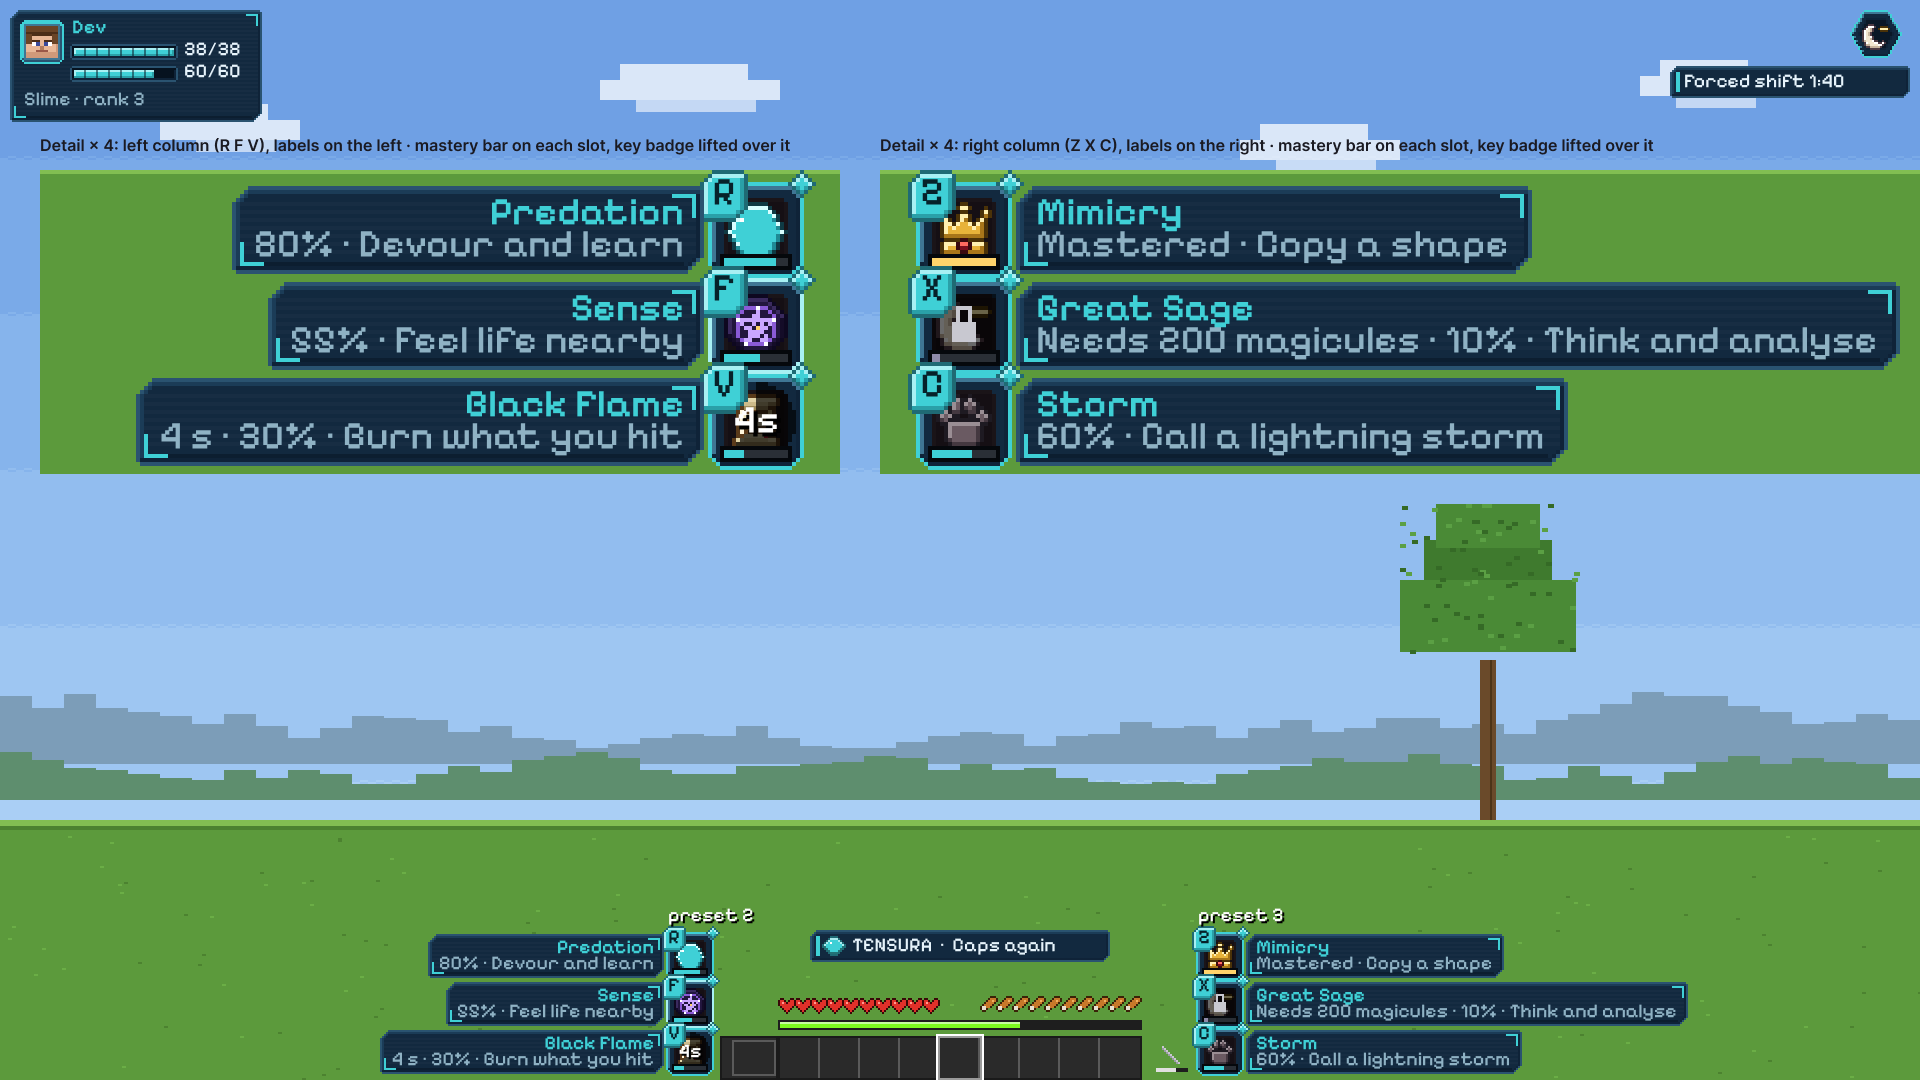 Dev
38/38
60/60
Slime · rank 3
Forced shift 1:40
Detail × 4: left column (R F V), labels on the left · mastery bar on each slot, key badge lifted over it
Detail × 4: right column (Z X C), labels on the right · mastery bar on each slot, key badge lifted over it
Predation
R
80% · Devour and learn
Sense
F
55% · Feel life nearby
Black Flame
V
4 s · 30% · Burn what you hit
4s
Z
Mimicry
Mastered · Copy a shape
X
Great Sage
Needs 200 magicules · 10% · Think and analyse
C
Storm
60% · Call a lightning storm
preset 2
Predation
R
80% · Devour and learn
Sense
F
55% · Feel life nearby
Black Flame
V
4 s · 30% · Burn what you hit
4s
TENSURA · Caps again
preset 3
Z
Mimicry
Mastered · Copy a shape
X
Great Sage
Needs 200 magicules · 10% · Think and analyse
C
Storm
60% · Call a lightning storm